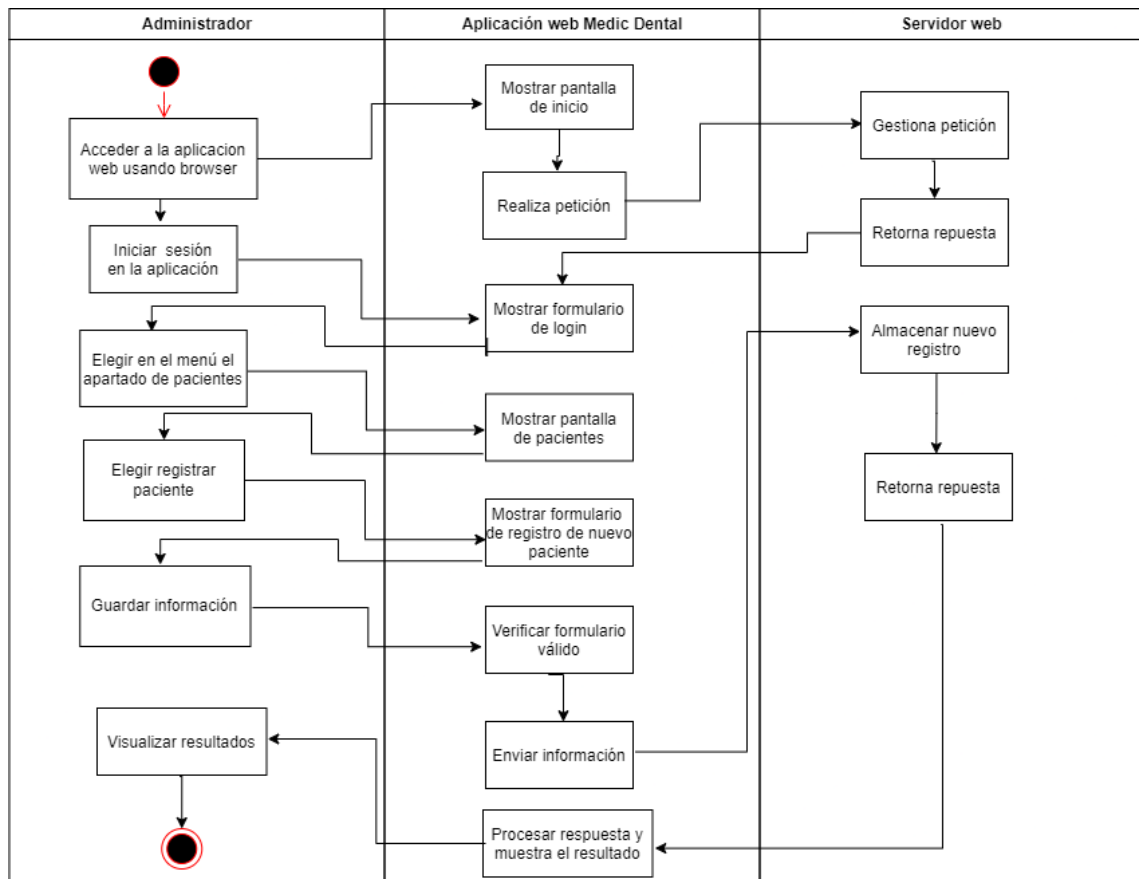 Administrador
Aplicación web Medic Dental
Servidor web
Acceder a la aplicacion
web usando browser
Iniciar sesión
en la aplicación
Elegir en el menú el
apartado de pacientes
Elegir registrar
paciente
Guardar información
Visualizar resultados
Mostrar pantalla
de inicio
Realiza petición
Mostrar formulario
de login
Mostrar pantalla
de pacientes
Mostrar formulario
de registro de nuevo
paciente
Verificar formulario
válido
Enviar información
Procesar respuesta y
muestra el resultado
Gestiona petición
Retorna repuesta
Almacenar nuevo
registro
Retorna repuesta